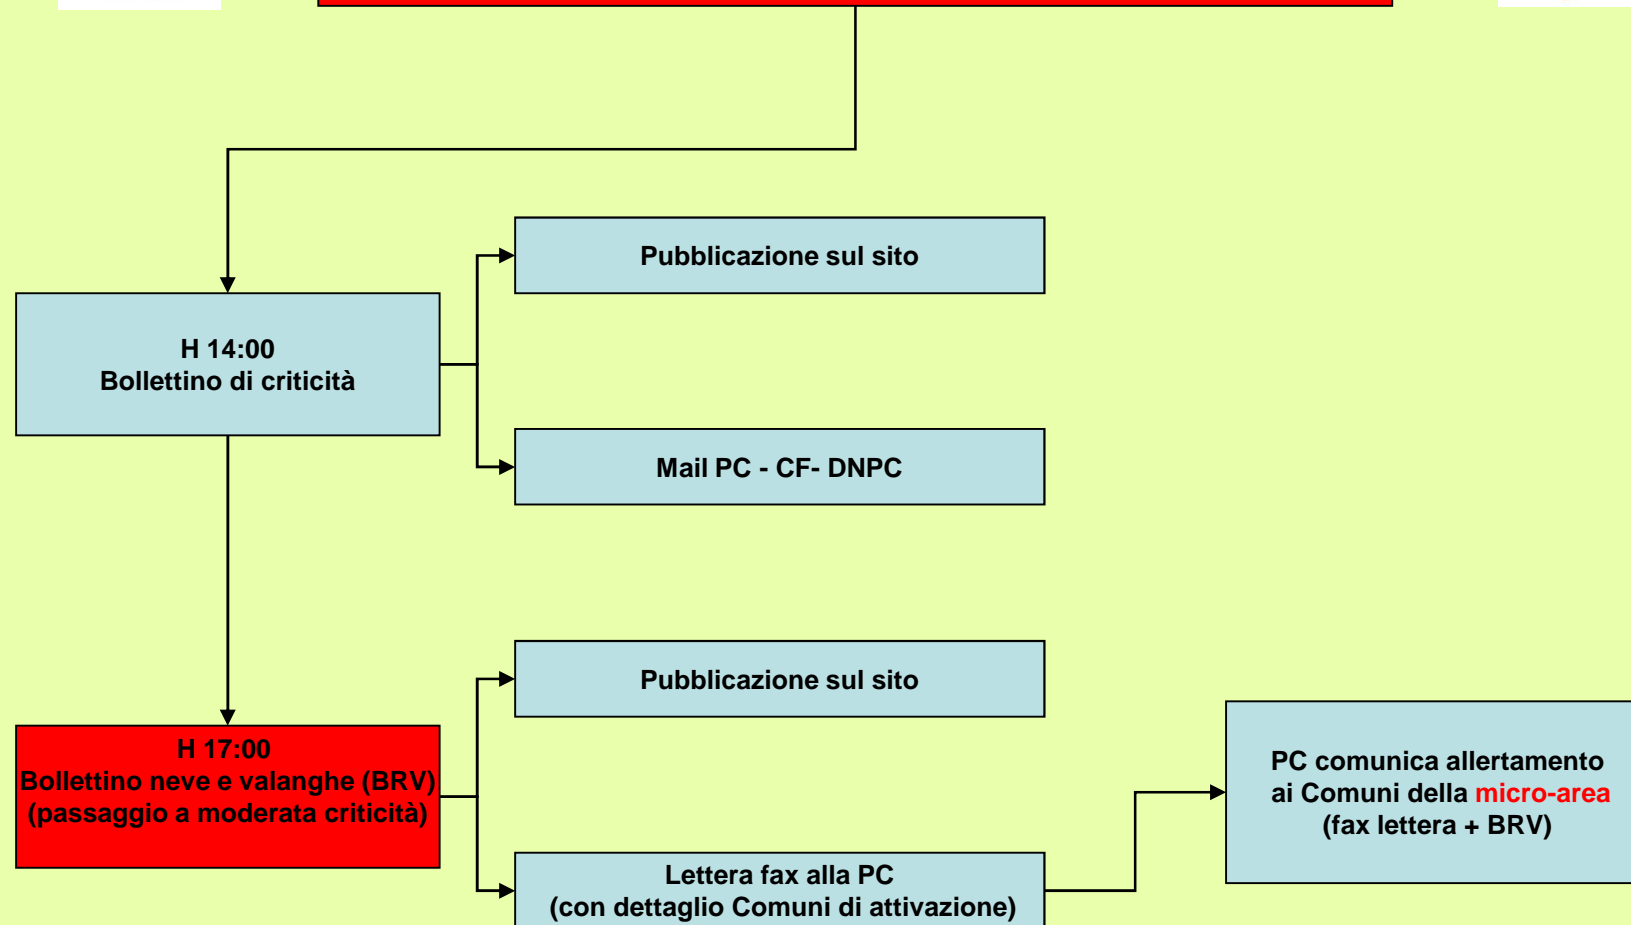 Pubblicazione sul sito
H 14:00
Bollettino di criticità
Mail PC - CF- DNPC
Pubblicazione sul sito
H 17:00
Bollettino neve e valanghe (BRV)
(passaggio a moderata criticità)
PC comunica allertamento
ai Comuni della micro-area
(fax lettera + BRV)
Lettera fax alla PC
(con dettaglio Comuni di attivazione)